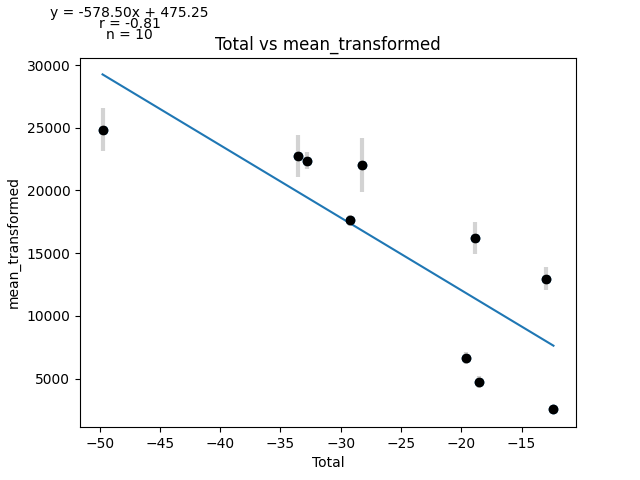 y = -578.50x + 475.25
r = -0.81
n = 10
Total vs mean_transformed
30000
25000
20000
15000
10000
5000
mean_transformed
−50
−45
−40
−35
−30
−25
−20
−15
Total